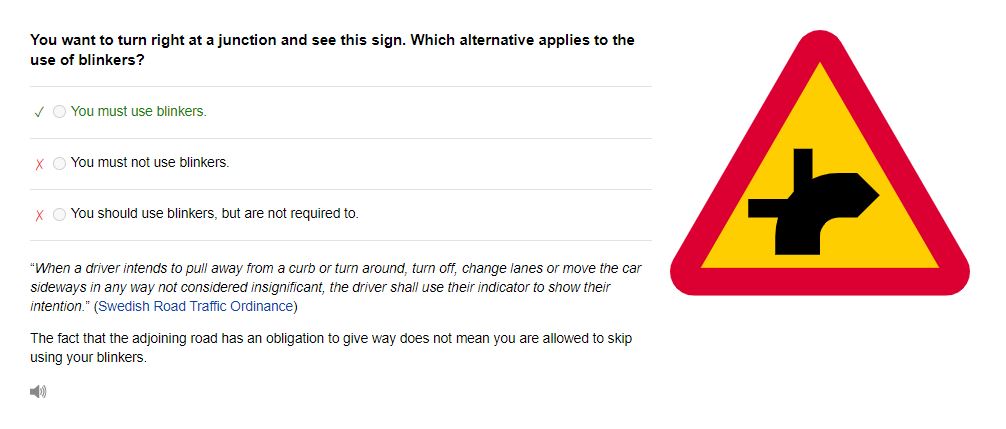 You want to turn right at a junction and see this sign. Which alternative applies to the
use of blinkers?
You must use blinkers.
You must not use blinkers.
You should use blinkers, but are not required to.
“When a driver intends to pull away from a curb or turn around, turn off, change lanes or move the car
sideways in any way not considered insignificant, the driver shall use their indicator to show their
intention.” (Swedish Road Traffic Ordinance)
The fact that the adjoining road has an obligation to give way does not mean you are allowed to skip
using your blinkers.